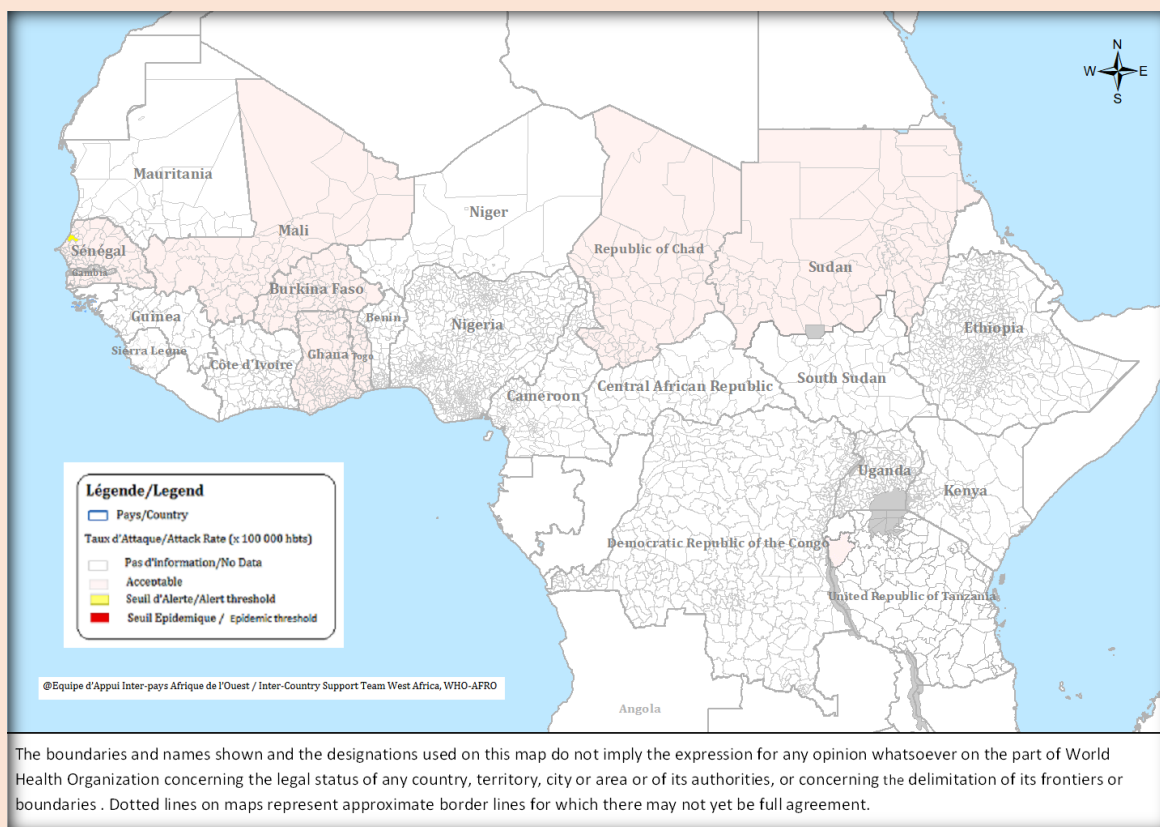 N
W E
S
Mauritania
Niger
Mali
Sénégal
Gambia
Republic of Chad
Sudan
Burkina Faso
Guinea
Benin
Nigeria
Ethiopia
Sierra Leone
Côte d'Ivoire
Ghana
Togo
Cameroon
Central African Republic
South Sudan
Uganda
Kenya
Democratic Republic of the Congo
United Republic of Tanzania
Angola
Légende/Legend
Pays/Country
Taux d'Attaque/Attack Rate (x 100 000 hbts)
Pas d'information/No Data
Acceptable
Seuil d'Alerte/Alert threshold
Seuil Epidemique / Epidemic threshold
@Equipe d'Appui Inter-pays Afrique de l'Ouest / Inter-Country Support Team West Africa, WHO-AFRO
The boundaries and names shown and the designations used on this map do not imply the expression for any opinion whatsoever on the part of World
Health Organization concerning the legal status of any country, territory, city or area or of its authorities, or concerning the delimitation of its frontiers or
boundaries . Dotted lines on maps represent approximate border lines for which there may not yet be full agreement.